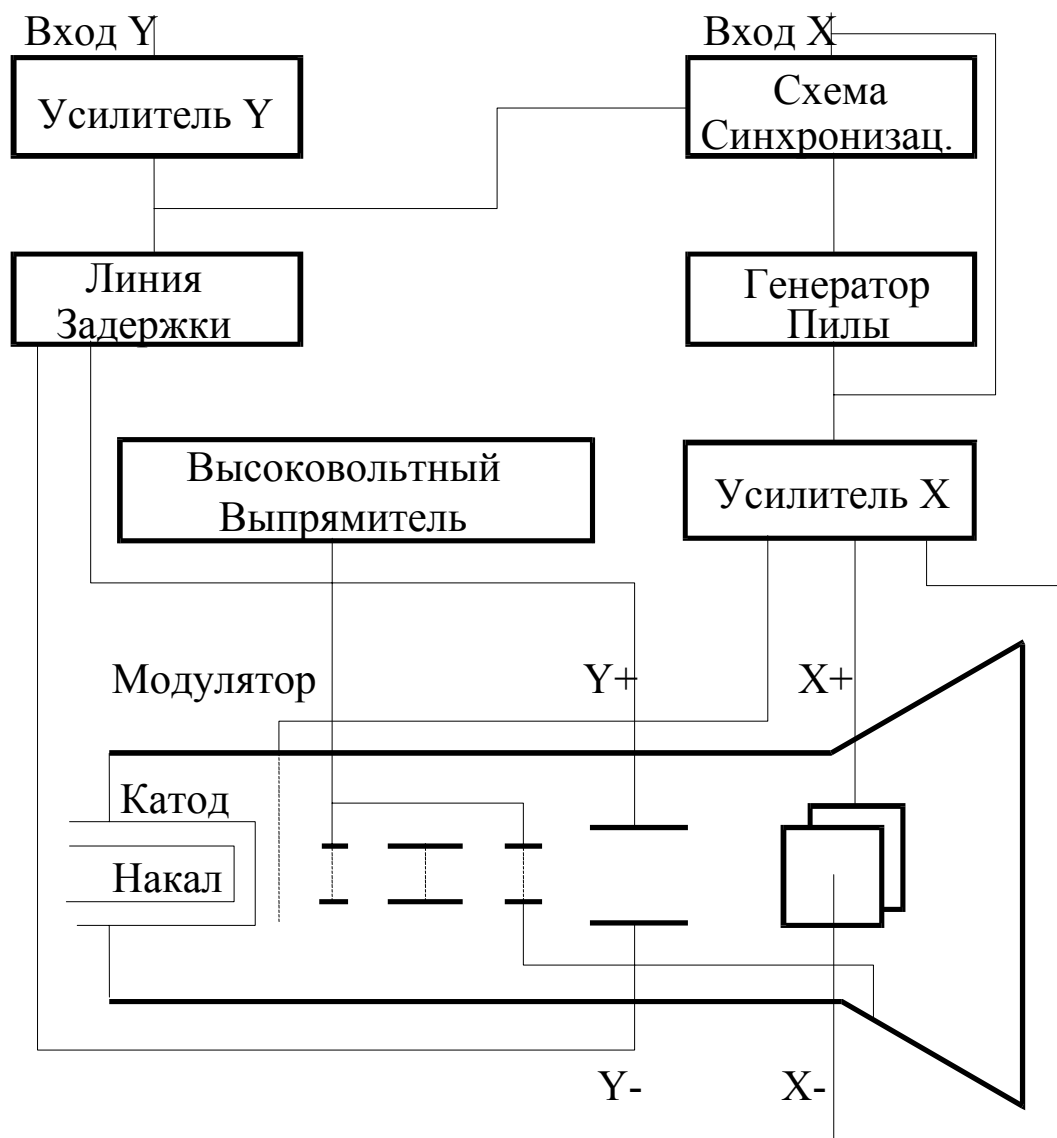 Вход Y
Вход X
Усилитель Y
Схема
Синхронизац.
Линия
Задержки
Генератор
Пилы
Высоковольтный
Выпрямитель
Усилитель X
Модулятор
Y+
X+
Катод
Накал
Y-
X-